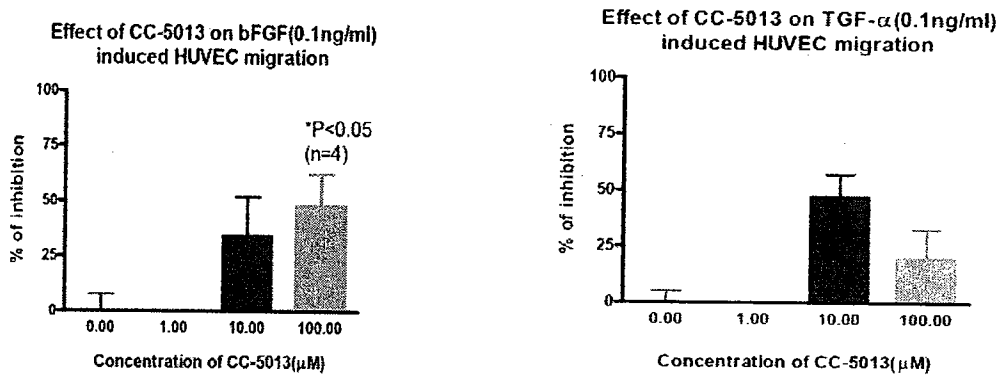 Effect of CC-5013 on bFGF(0.1ng/ml)
induced HUVEC migration
100
75
50
25
0
% of inhibition
*P<0.05
(n=4)
0.00 1.00 10.00 100.00
Concentration of CC-5013(µM)
Effect of CC-5013 on TGF-α(0.1ng/ml)
induced HUVEC migration
100
75
50
25
0
% of inhibition
0.00 1.00 10.00 100.00
Concentration of CC-5013(µM)